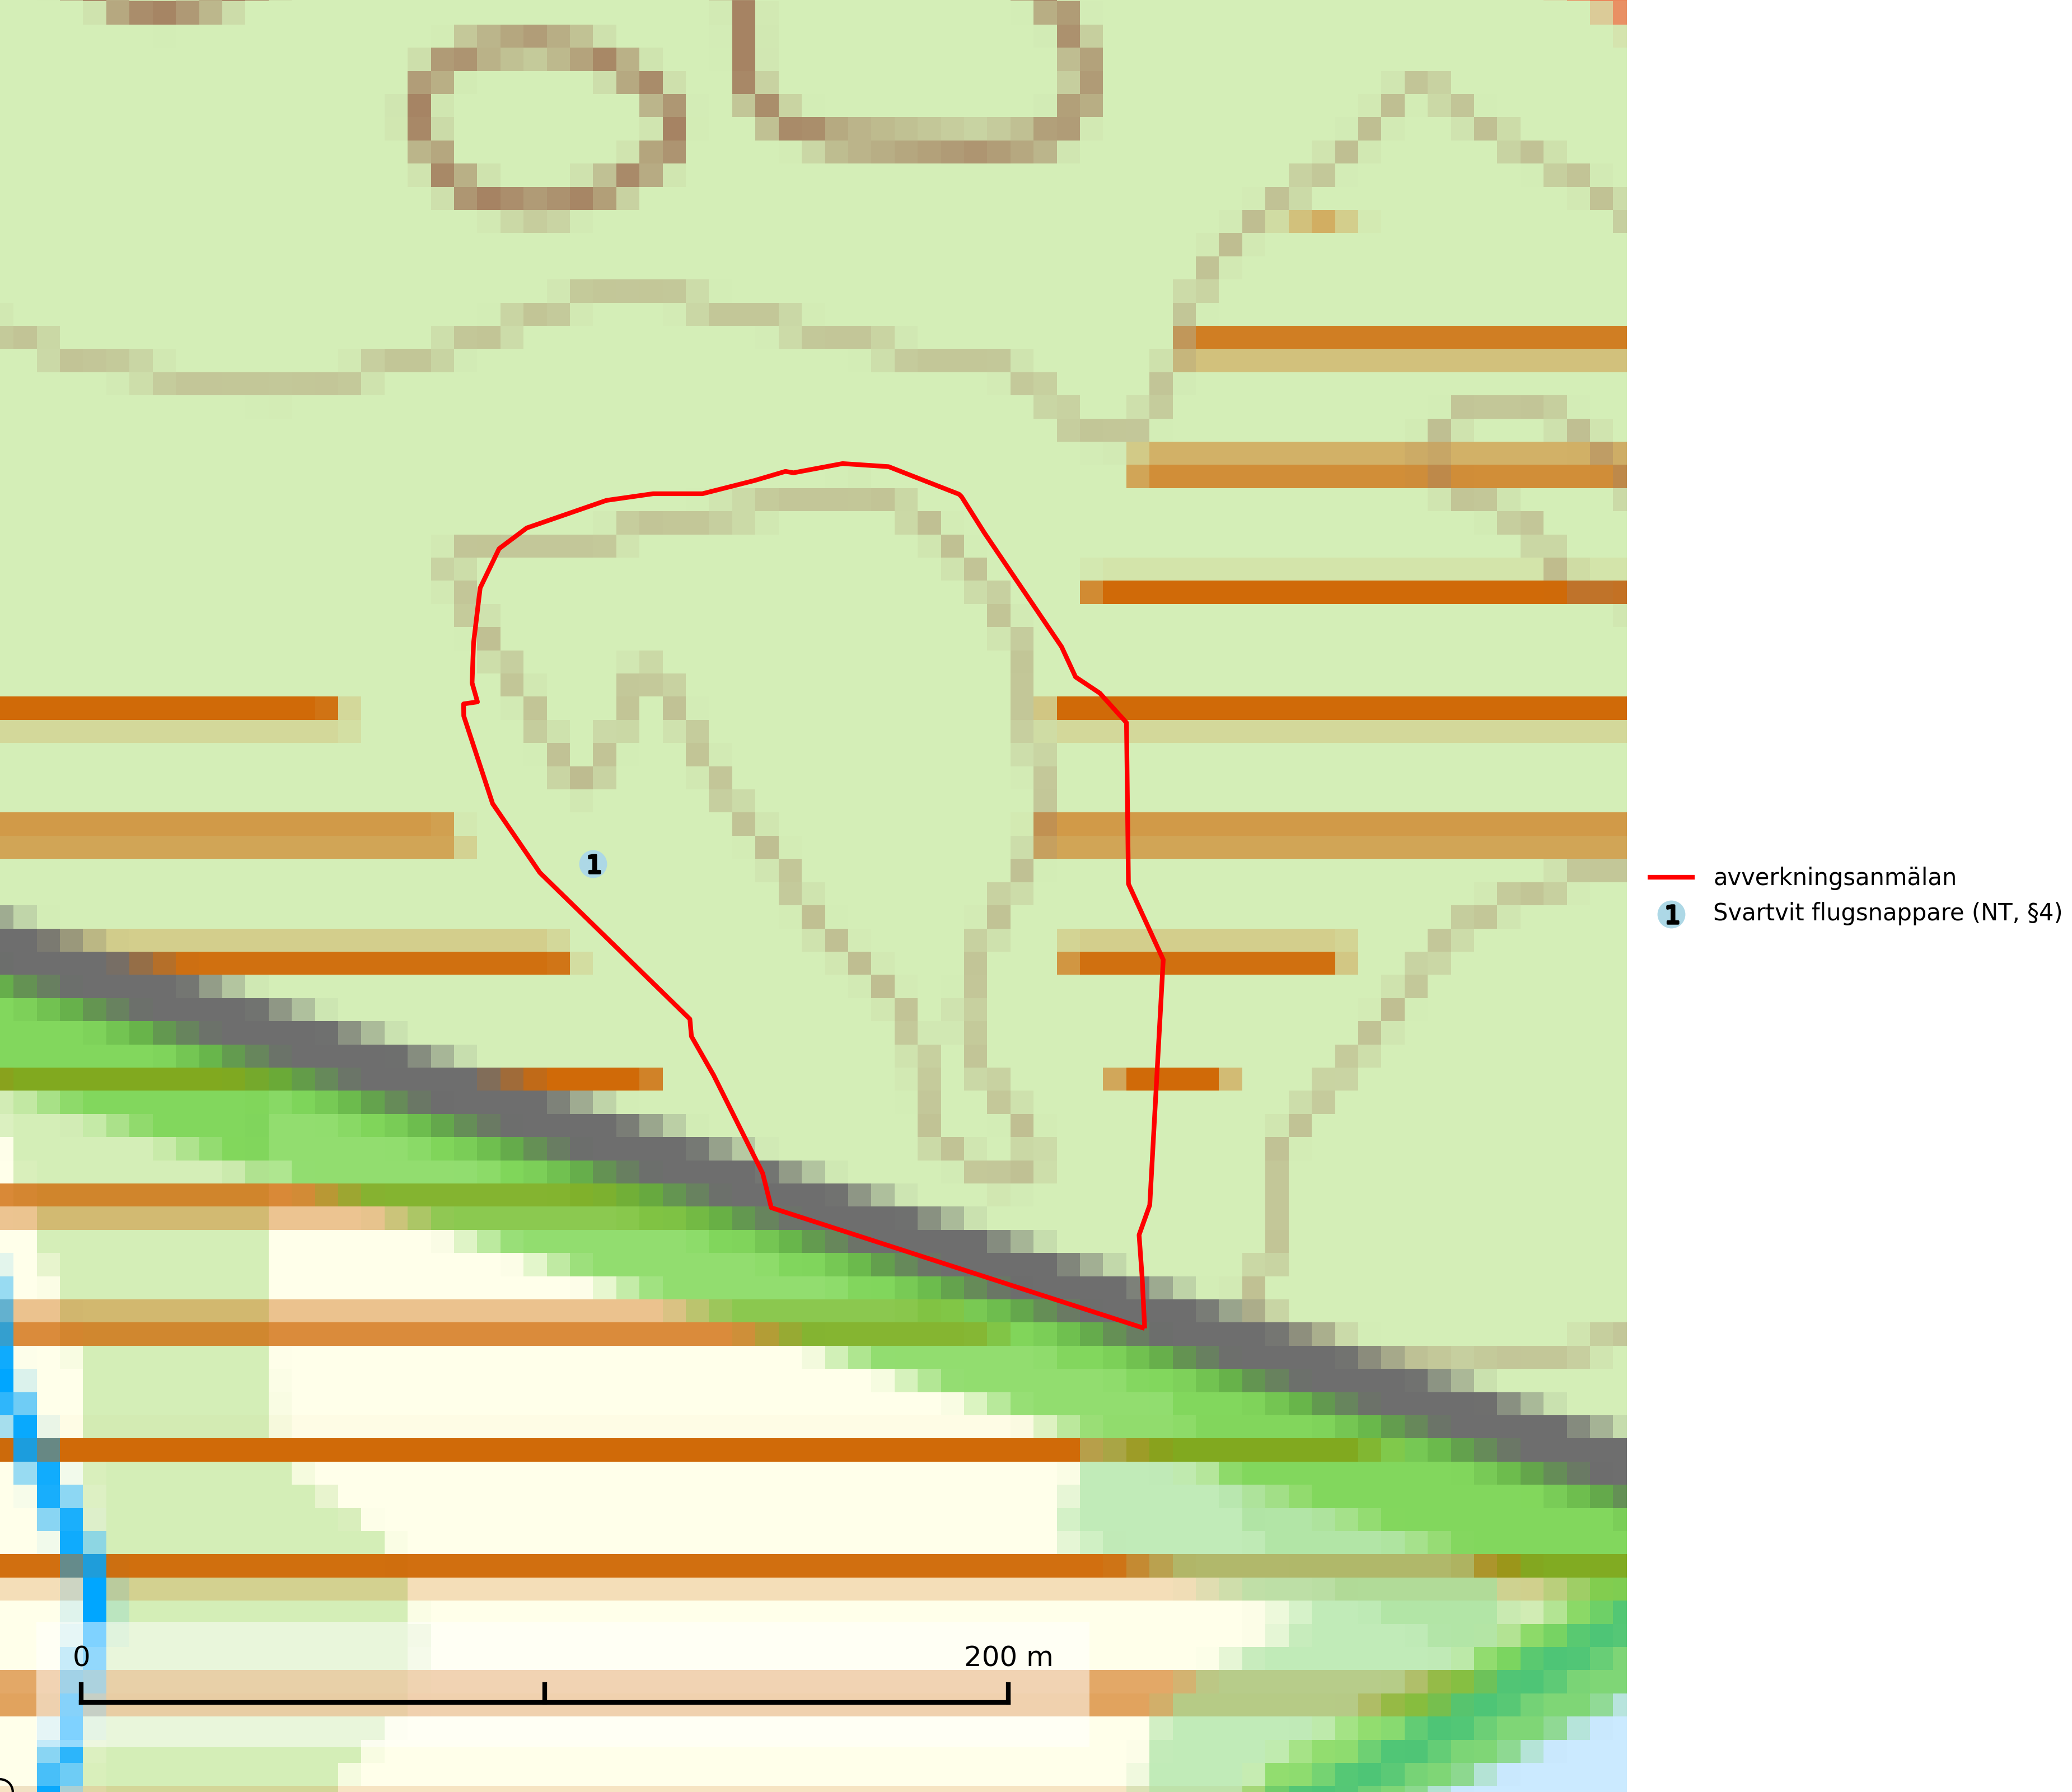 1
avverkningsanmälan
1 Svartvit flugsnappare (NT, §4)
0 200 m